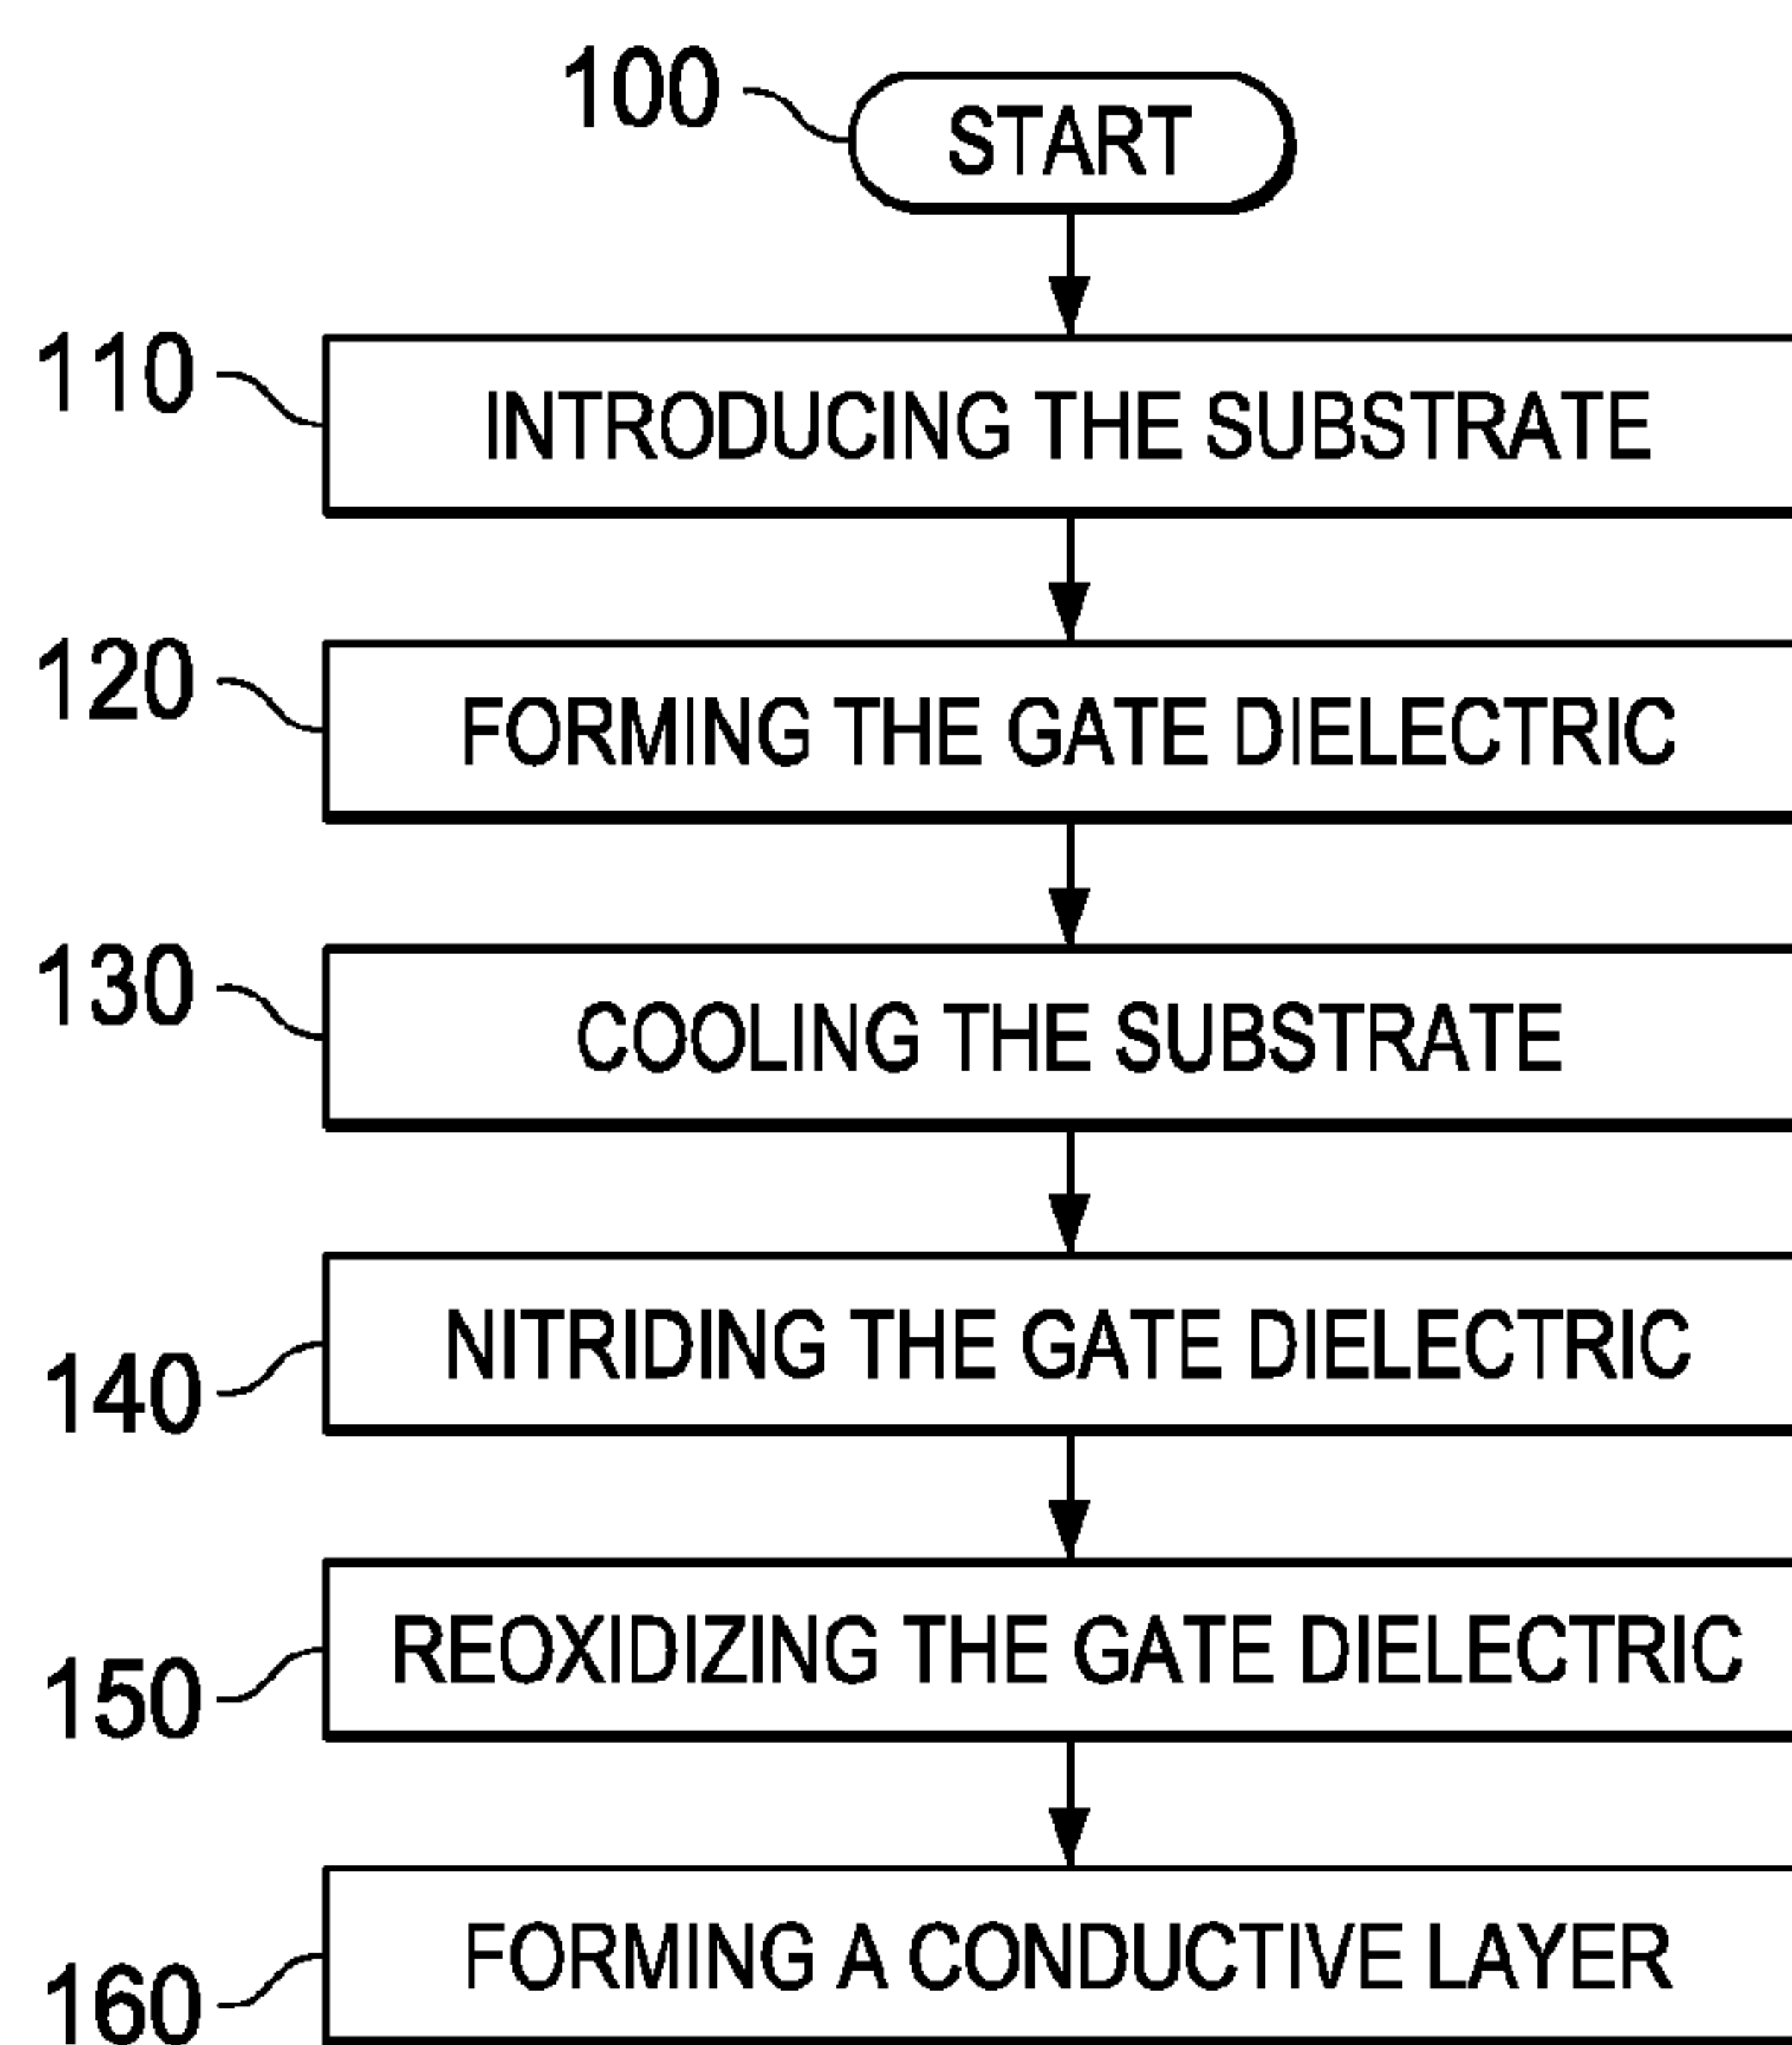 100 START
110 INTRODUCING THE SUBSTRATE
120 FORMING THE GATE DIELECTRIC
130 COOLING THE SUBSTRATE
140 NITRIDING THE GATE DIELECTRIC
150 REOXIDIZING THE GATE DIELECTRIC
160 FORMING A CONDUCTIVE LAYER